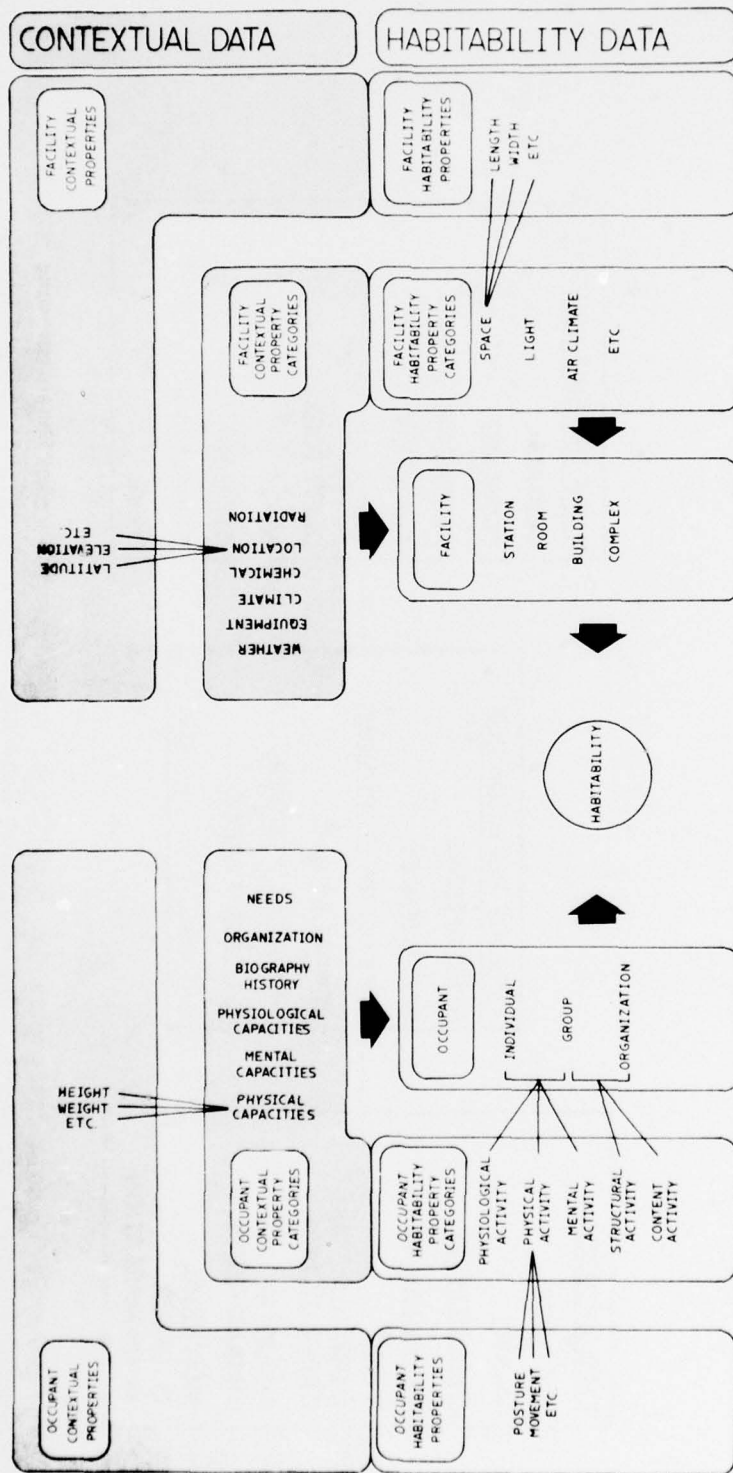 CONTEXTUAL DATA
HABITABILITY DATA
OCCUPANT
CONTEXTUAL
PROPERTIES
HEIGHT
WEIGHT
ETC.
LATITUDE
ELEVATION
ETC.
FACILITY
CONTEXTUAL
PROPERTIES
OCCUPANT
CONTEXTUAL
PROPERTY
CATEGORIES
PHYSICAL
CAPACITIES
MENTAL
CAPACITIES
PHYSIOLOGICAL
CAPACITIES
BIOGRAPHY
HISTORY
ORGANIZATION
NEEDS
WEATHER
EQUIPMENT
CLIMATE
CHEMICAL
LOCATION
RADIATION
FACILITY
CONTEXTUAL
PROPERTY
CATEGORIES
OCCUPANT
HABITABILITY
PROPERTIES
POSTURE
MOVEMENT
ETC
OCCUPANT
HABITABILITY
PROPERTY
CATEGORIES
PHYSIOLOGICAL
ACTIVITY
PHYSICAL
ACTIVITY
MENTAL
ACTIVITY
STRUCTURAL
ACTIVITY
CONTENT
ACTIVITY
OCCUPANT
INDIVIDUAL
GROUP
ORGANIZATION
HABITABILITY
FACILITY
STATION
ROOM
BUILDING
COMPLEX
FACILITY
HABITABILITY
PROPERTY
CATEGORIES
SPACE
LIGHT
AIR CLIMATE
ETC
FACILITY
HABITABILITY
PROPERTIES
LENGTH
WIDTH
ETC